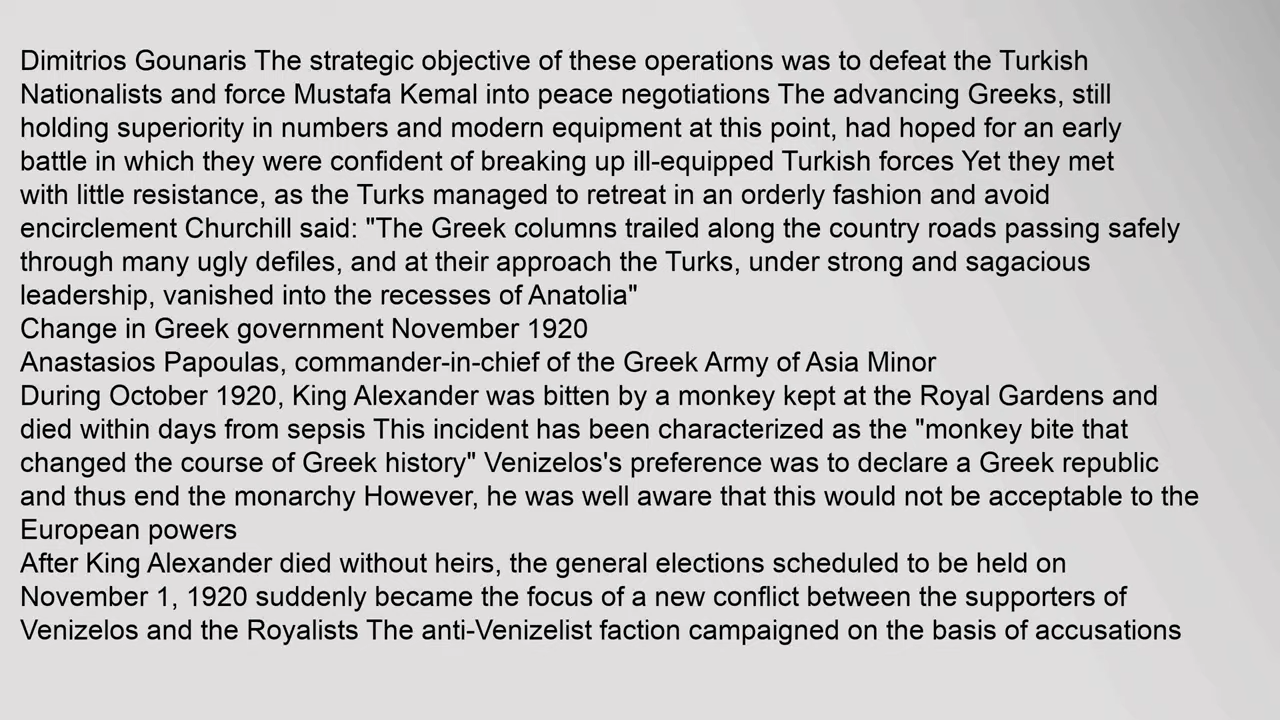 Dimitrios Gounaris The strategic objective of these operations was to defeat the Turkish
Nationalists and force Mustafa Kemal into peace negotiations The advancing Greeks, still
holding superiority in numbers and modern equipment at this point, had hoped for an early
battle in which they were confident of breaking up ill-equipped Turkish forces Yet they met
with little resistance, as the Turks managed to retreat in an orderly fashion and avoid
encirclement Churchill said: "The Greek columns trailed along the country roads passing safely
through many ugly defiles, and at their approach the Turks, under strong and sagacious
leadership, vanished into the recesses of Anatolia"
Change in Greek government November 1920
Anastasios Papoulas, commander-in-chief of the Greek Army of Asia Minor
During October 1920, King Alexander was bitten by a monkey kept at the Royal Gardens and
died within days from sepsis This incident has been characterized as the "monkey bite that
changed the course of Greek history" Venizelos's preference was to declare a Greek republic
and thus end the monarchy However, he was well aware that this would not be acceptable to the
European powers
After King Alexander died without heirs, the general elections scheduled to be held on
November 1, 1920 suddenly became the focus of a new conflict between the supporters of
Venizelos and the Royalists The anti-Venizelist faction campaigned on the basis of accusations